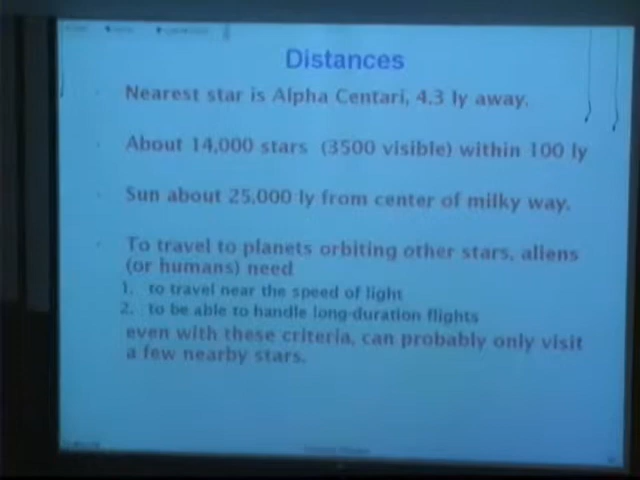 Distances
Nearest star is Alpha Centari, 4.3 ly away.
About 14,000 stars (3500 visible) within 100 ly
Sun about 25,000 ly from center of milky way.
To travel to planets orbiting other stars, aliens
(or humans) need
1. to travel near the speed of light
2. to be able to handle long-duration flights
even with these criteria, can probably only visit
a few nearby stars.